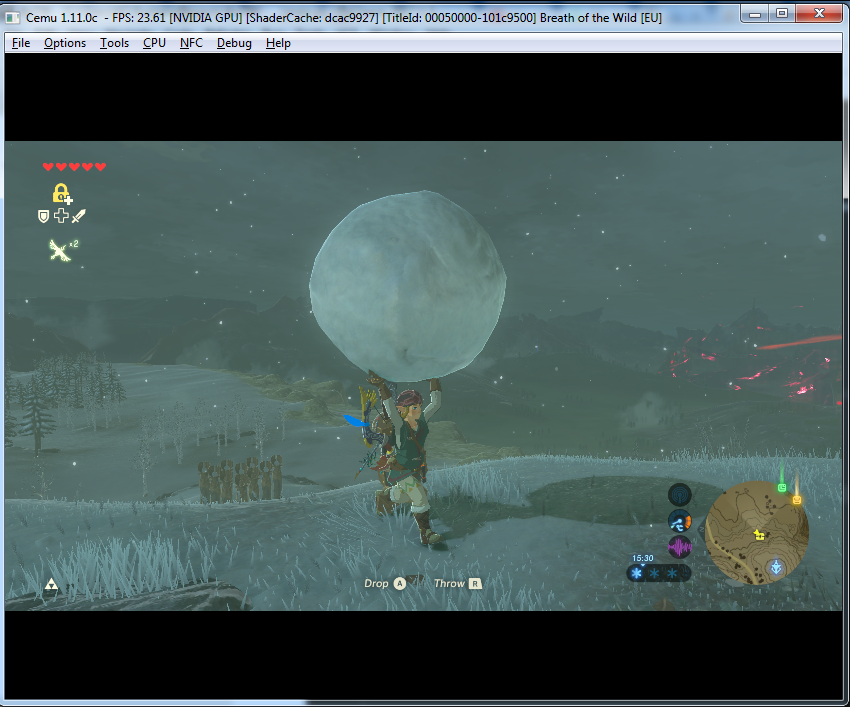 Cemu 1.11.0c - FPS: 23.61 [NVIDIA GPU] [ShaderCache: dcac9927] [TitleId: 00050000-101c9500] Breath of the Wild [EU]
File Options Tools CPU NFC Debug Help
×2
15:30
Drop A Throw R